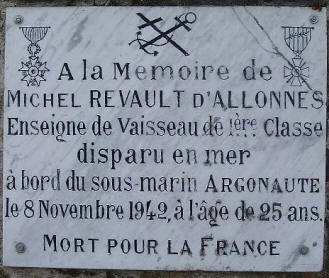 A la Memoire de
MICHEL REVAULT D'ALLONNES
Enseigne de Vaisseau de 1ère Classe
disparu en mer
à bord du sous-marin ARGONAUTE
le 8 Novembre 1942, à l'âge de 25 ans.
MORT POUR LA FRANCE